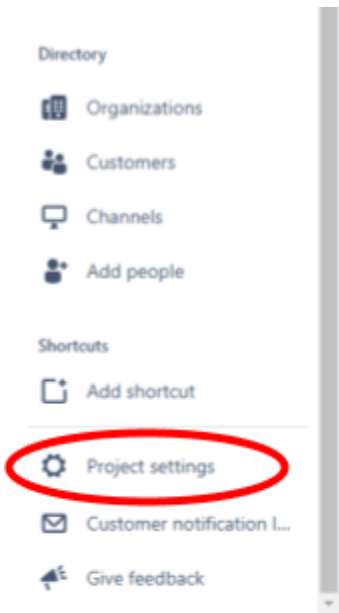 Directory
Organizations
Customers
Channels
Add people
Shortcuts
Add shortcut
Project settings
Customer notification l...
Give feedback